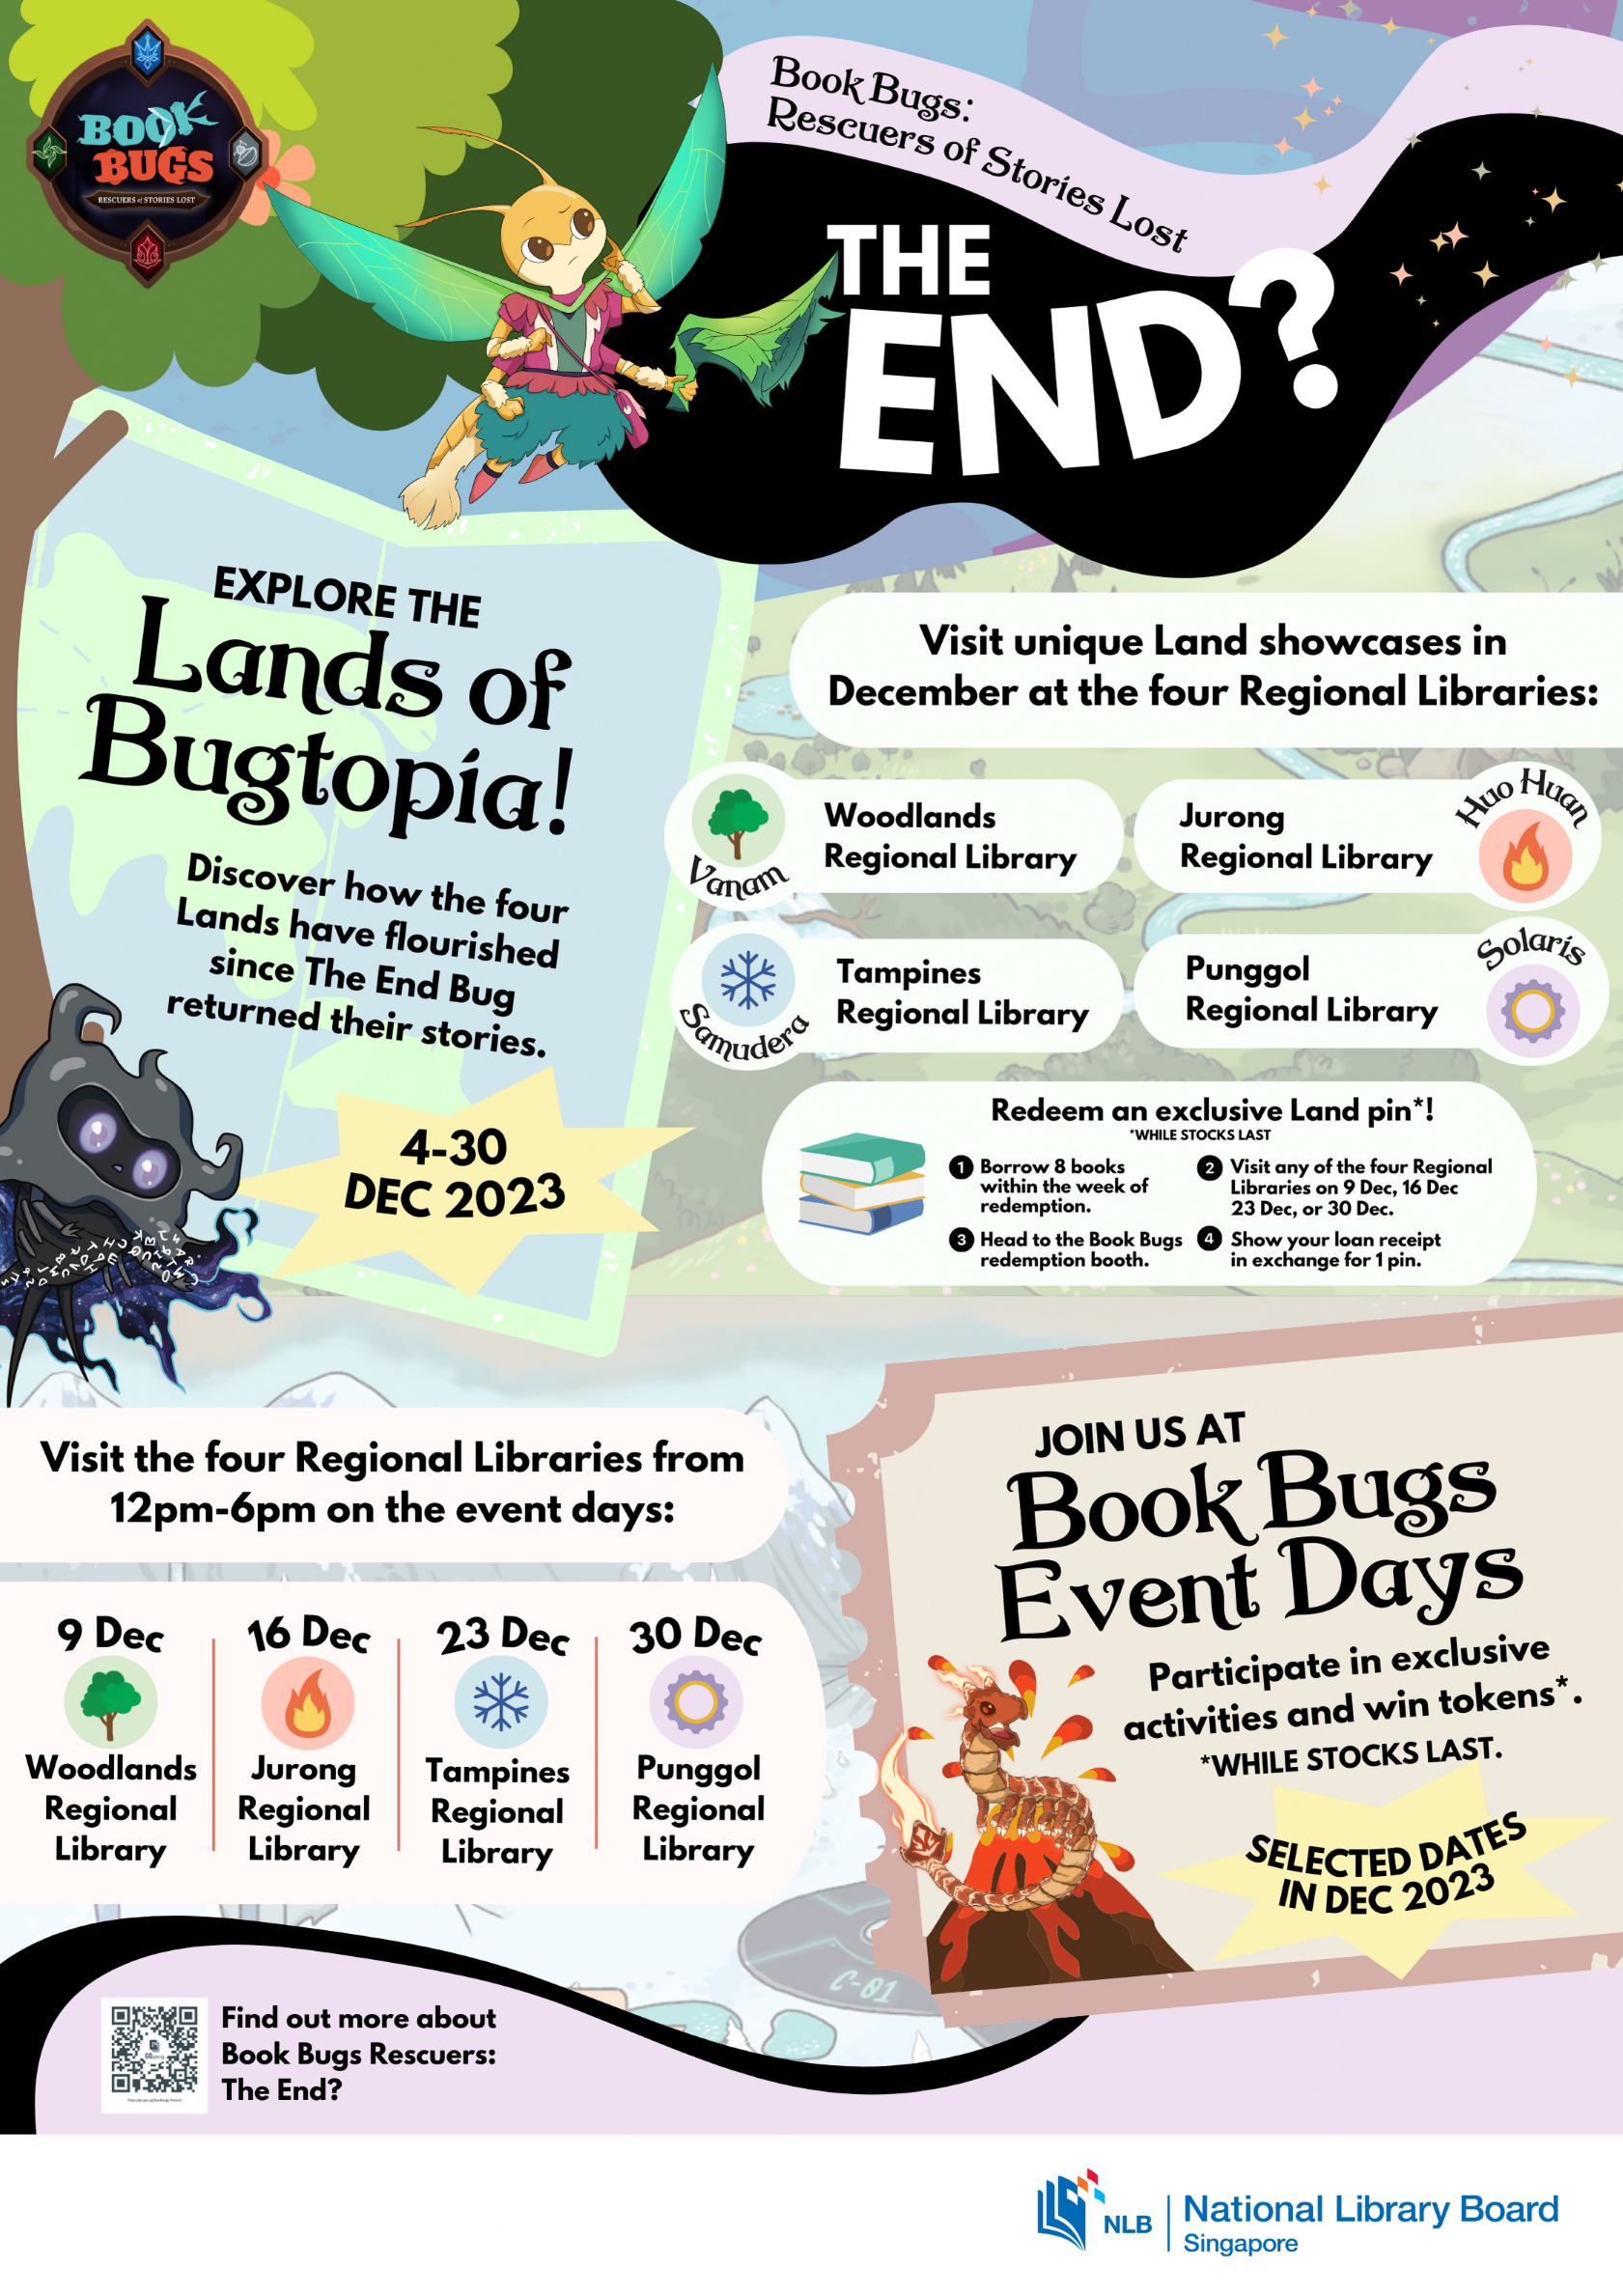 BOOK
BUGS
RESCUERS of STORIES LOST
Book Bugs:
Rescuers of Stories Lost
THE
END?
EXPLORE THE
Lands of
Bugtopia!
Discover how the four
Lands have flourished
since The End Bug
returned their stories.
4-30
DEC 2023
Visit unique Land showcases in
December at the four Regional Libraries:
Vanam
Woodlands
Regional Library
Jurong
Regional Library
Huo Huan
Samudera
Tampines
Regional Library
Punggol
Regional Library
Solaris
Redeem an exclusive Land pin*!
*WHILE STOCKS LAST
1 Borrow 8 books
within the week of
redemption.
2 Visit any of the four Regional
Libraries on 9 Dec, 16 Dec
23 Dec, or 30 Dec.
3 Head to the Book Bugs
redemption booth.
4 Show your loan receipt
in exchange for 1 pin.
Visit the four Regional Libraries from
12pm-6pm on the event days:
9 Dec
Woodlands
Regional
Library
16 Dec
Jurong
Regional
Library
23 Dec
Tampines
Regional
Library
30 Dec
Punggol
Regional
Library
JOIN US AT
Book Bugs
Event Days
Participate in exclusive
activities and win tokens*.
*WHILE STOCKS LAST.
SELECTED DATES
IN DEC 2023
C-01
Find out more about
Book Bugs Rescuers:
The End?
NLB
National Library Board
Singapore